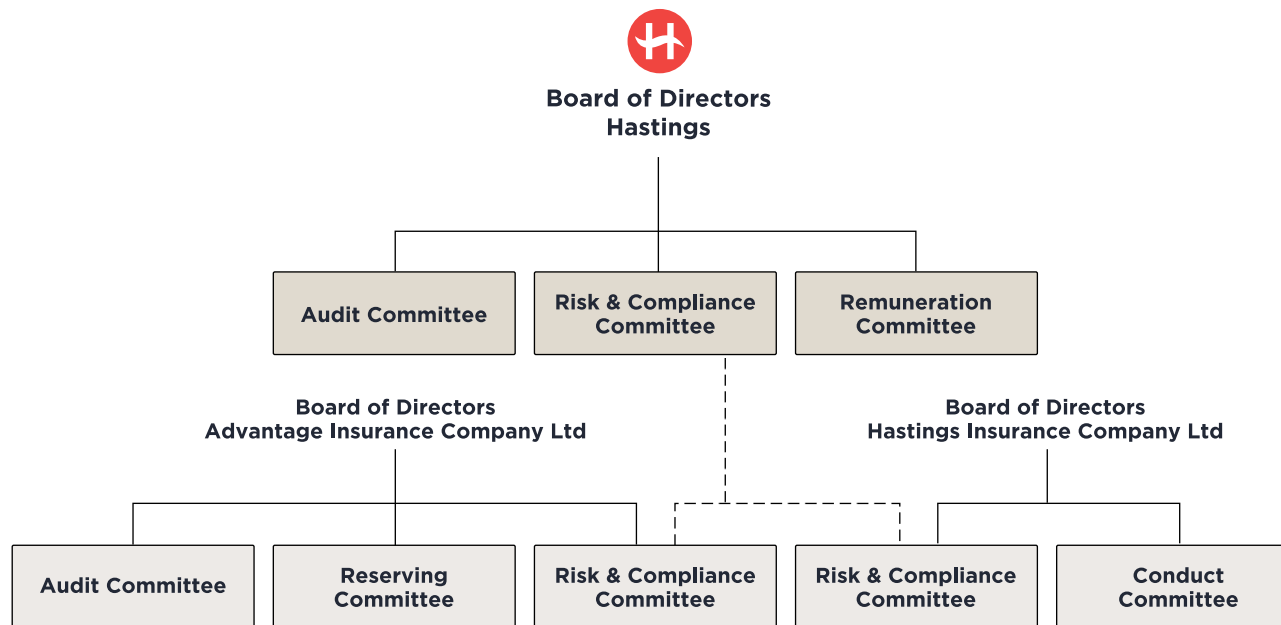 H
Board of Directors
Hastings
Audit Committee
Risk & Compliance
Committee
Remuneration
Committee
Board of Directors
Advantage Insurance Company Ltd
Board of Directors
Hastings Insurance Company Ltd
Audit Committee
Reserving
Committee
Risk & Compliance
Committee
Risk & Compliance
Committee
Conduct
Committee